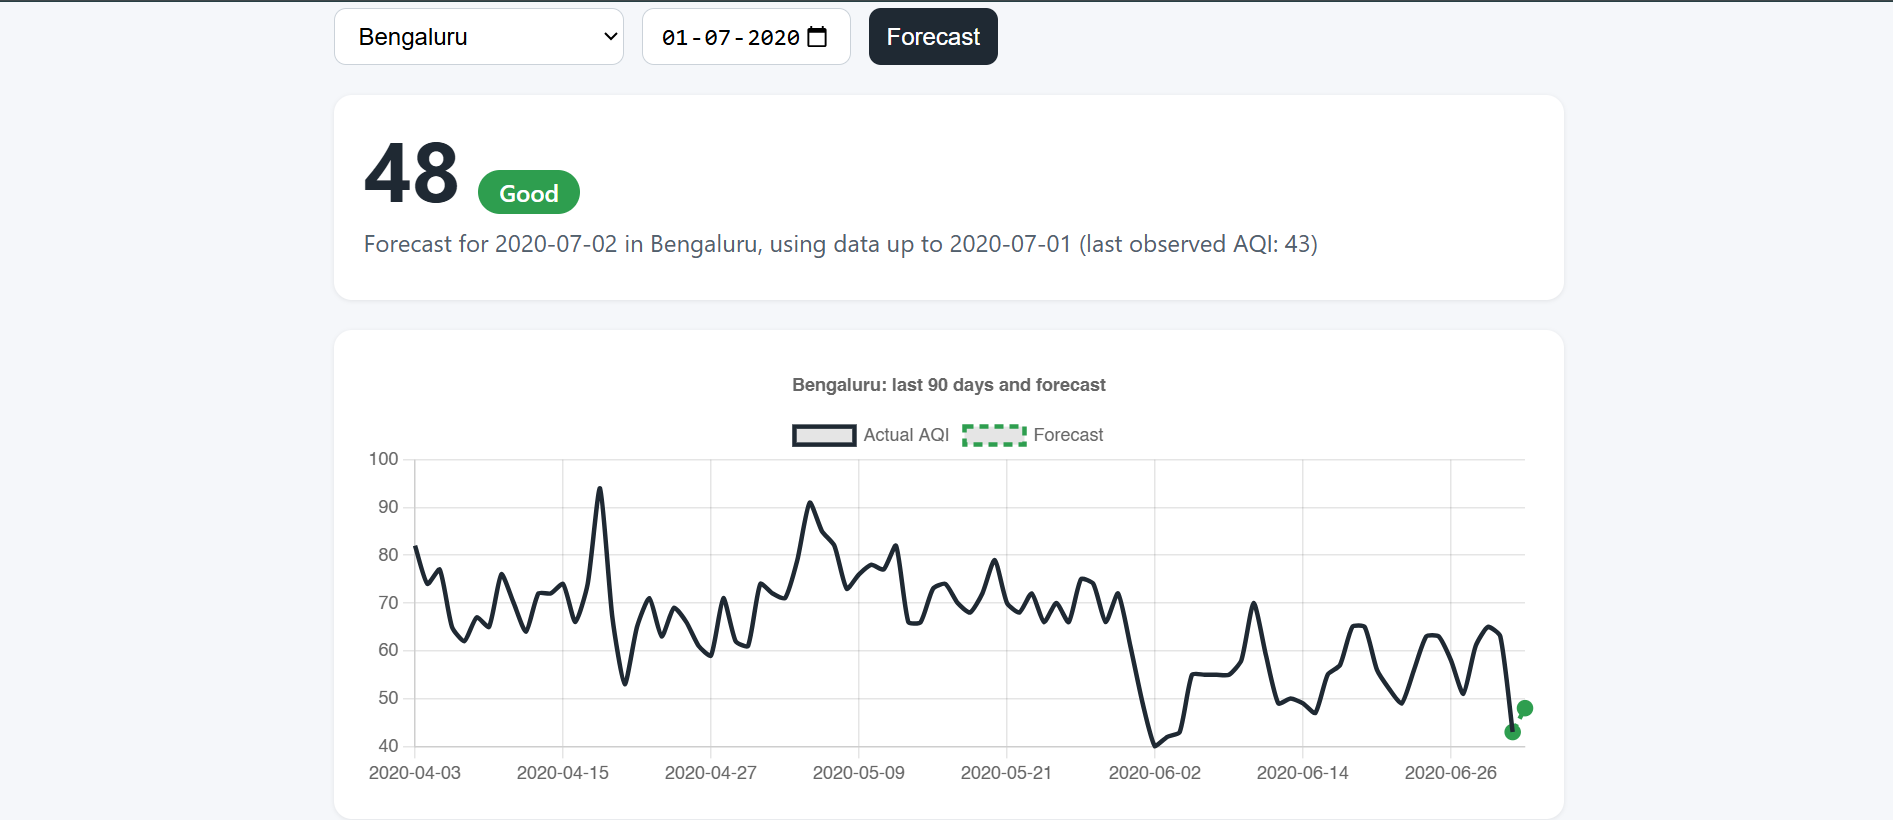 Bengaluru 01-07-2020 Forecast
48 Good
Forecast for 2020-07-02 in Bengaluru, using data up to 2020-07-01 (last observed AQI: 43)
Bengaluru: last 90 days and forecast
Actual AQI Forecast
100
90
80
70
60
50
40
2020-04-03 2020-04-15 2020-04-27 2020-05-09 2020-05-21 2020-06-02 2020-06-14 2020-06-26